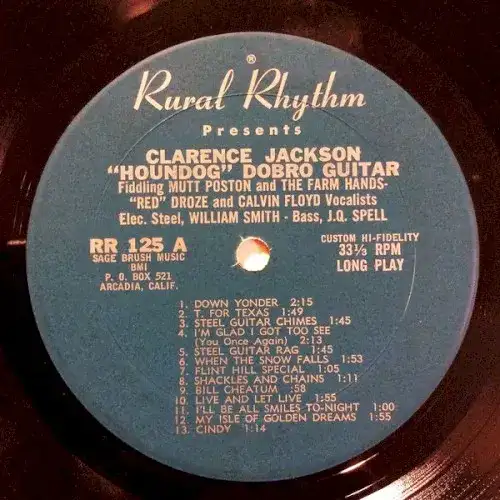 ®
Rural Rhythm
Presents
CLARENCE JACKSON
"HOUNDOG" DOBRO GUITAR
Fiddling MUTT POSTON and THE FARM HANDS-
"RED" DROZE and CALVIN FLOYD Vocalists
Elec. Steel, WILLIAM SMITH - Bass, J.Q. SPELL
RR 125 A
SAGE BRUSH MUSIC
BMI
P. O. BOX 521
ARCADIA, CALIF.
CUSTOM HI-FIDELITY
33⅓ RPM
LONG PLAY
1. DOWN YONDER 2:15
2. T. FOR TEXAS 1:49
3. STEEL GUITAR CHIMES 1:45
4. I'M GLAD I GOT TOO SEE
(You Once Again) 2:13
5. STEEL GUITAR RAG 1:45
6. WHEN THE SNOW FALLS 1:53
7. FLINT HILL SPECIAL 1:05
8. SHACKLES AND CHAINS 1:11
9. BILL CHEATUM :58
10. LIVE AND LET LIVE 1:55
11. I'LL BE ALL SMILES TO-NIGHT 1:00
12. MY ISLE OF GOLDEN DREAMS 1:55
13. CINDY 1:14